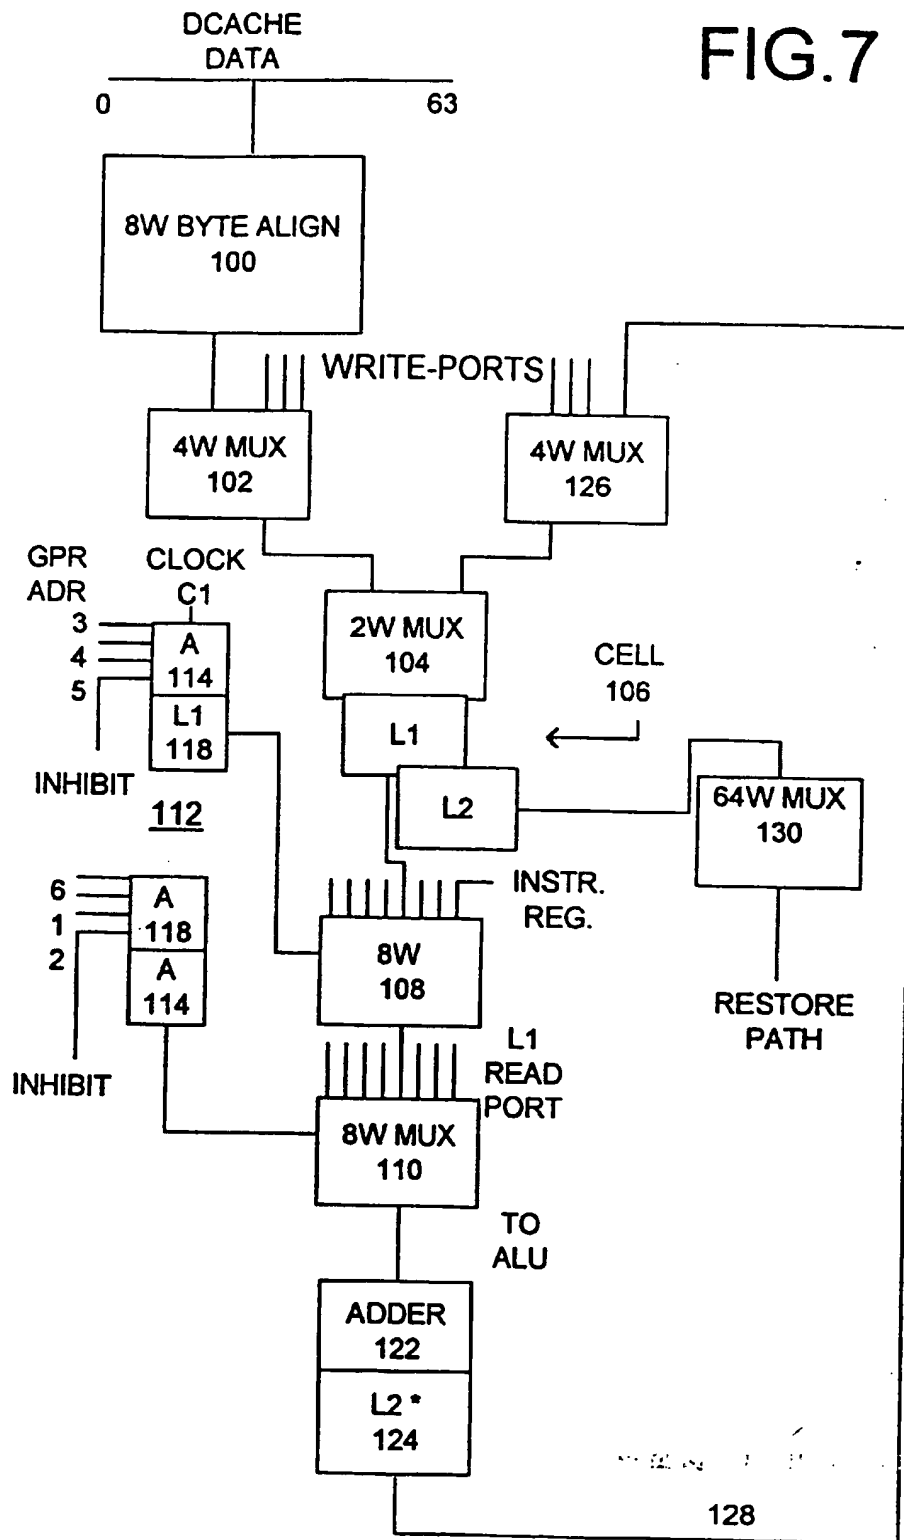 DCACHE
DATA
FIG.7
0
63
8W BYTE ALIGN
100
WRITE-PORTS
4W MUX
102
4W MUX
126
GPR
ADR
CLOCK
C1
3
4
5
A
114
L1
118
INHIBIT
112
2W MUX
104
L1
L2
CELL
106
64W MUX
130
RESTORE
PATH
6
1
2
A
118
A
114
INHIBIT
INSTR.
REG.
8W
108
L1
READ
PORT
8W MUX
110
TO
ALU
ADDER
122
L2 *
124
128